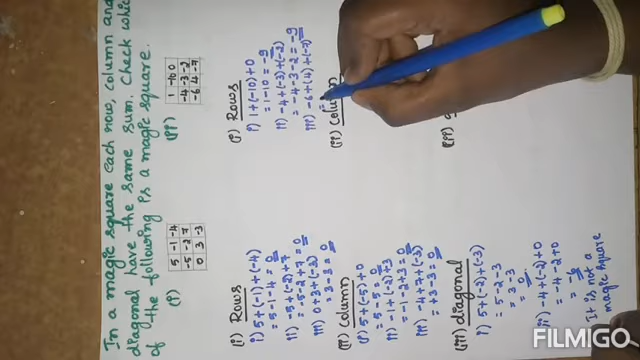 In a magic square each row, column and
diagonal have the same sum. Check which
of the following is a magic square.
(i)
5 -1 -4
-5 -2 7
0 3 -3
(ii)
1 -10 0
-4 -3 -2
-6 4 -7
(i) Rows
i) 5+(-1)+(-4)
= 5-1-4 = 0
ii) -5+(-2)+7
= -5-2+7 = 0
iii) 0+3+(-3)
= 3-3 = 0
(ii) Column
i) 5+(-5)+0
= 5-5 = 0
ii) -1+(-2)+3
= -1-2+3 = 0
iii) -4+7+(-3)
= +3-3 = 0
(iii) diagonal
i) 5+(-2)+(-3)
= 5-2-3
= 3-3
= 0
ii) -4+(-2)+0
= -4-2+0
= -6
It is not a
magic square
(i) Rows
i) 1+(-10)+0
= 1-10 = -9
ii) -4+(-3)+(-2)
= -4-3-2 = -9
iii) -6+(4)+(-7)
= -9
(ii) Column
(iii)
FILMIGO